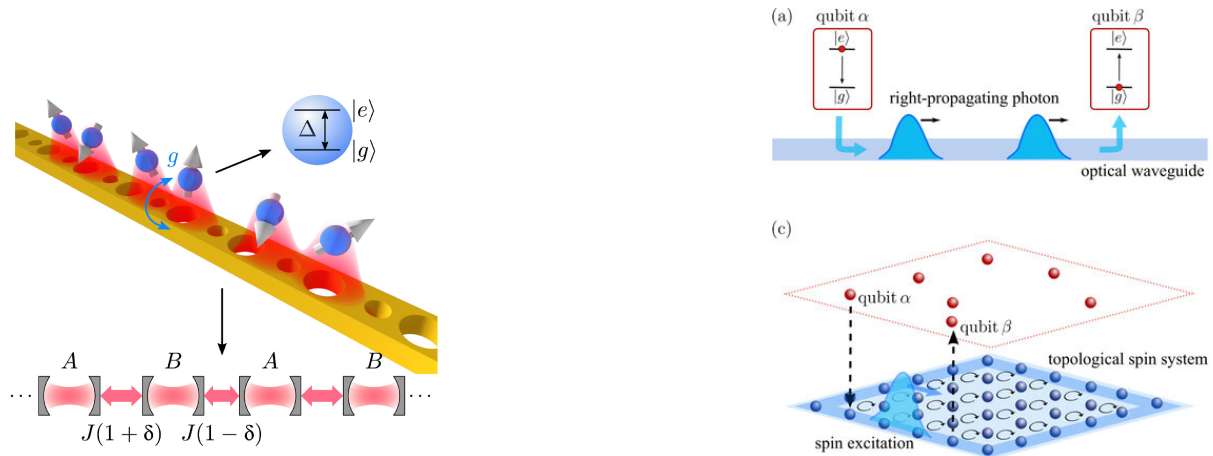 |e⟩
Δ
|g⟩
g
A B A B
··· ···
J(1 + δ) J(1 − δ)
(a)
qubit α qubit β
|e⟩ |e⟩
|g⟩ |g⟩
right-propagating photon
optical waveguide
(c)
qubit α
qubit β
topological spin system
spin excitation